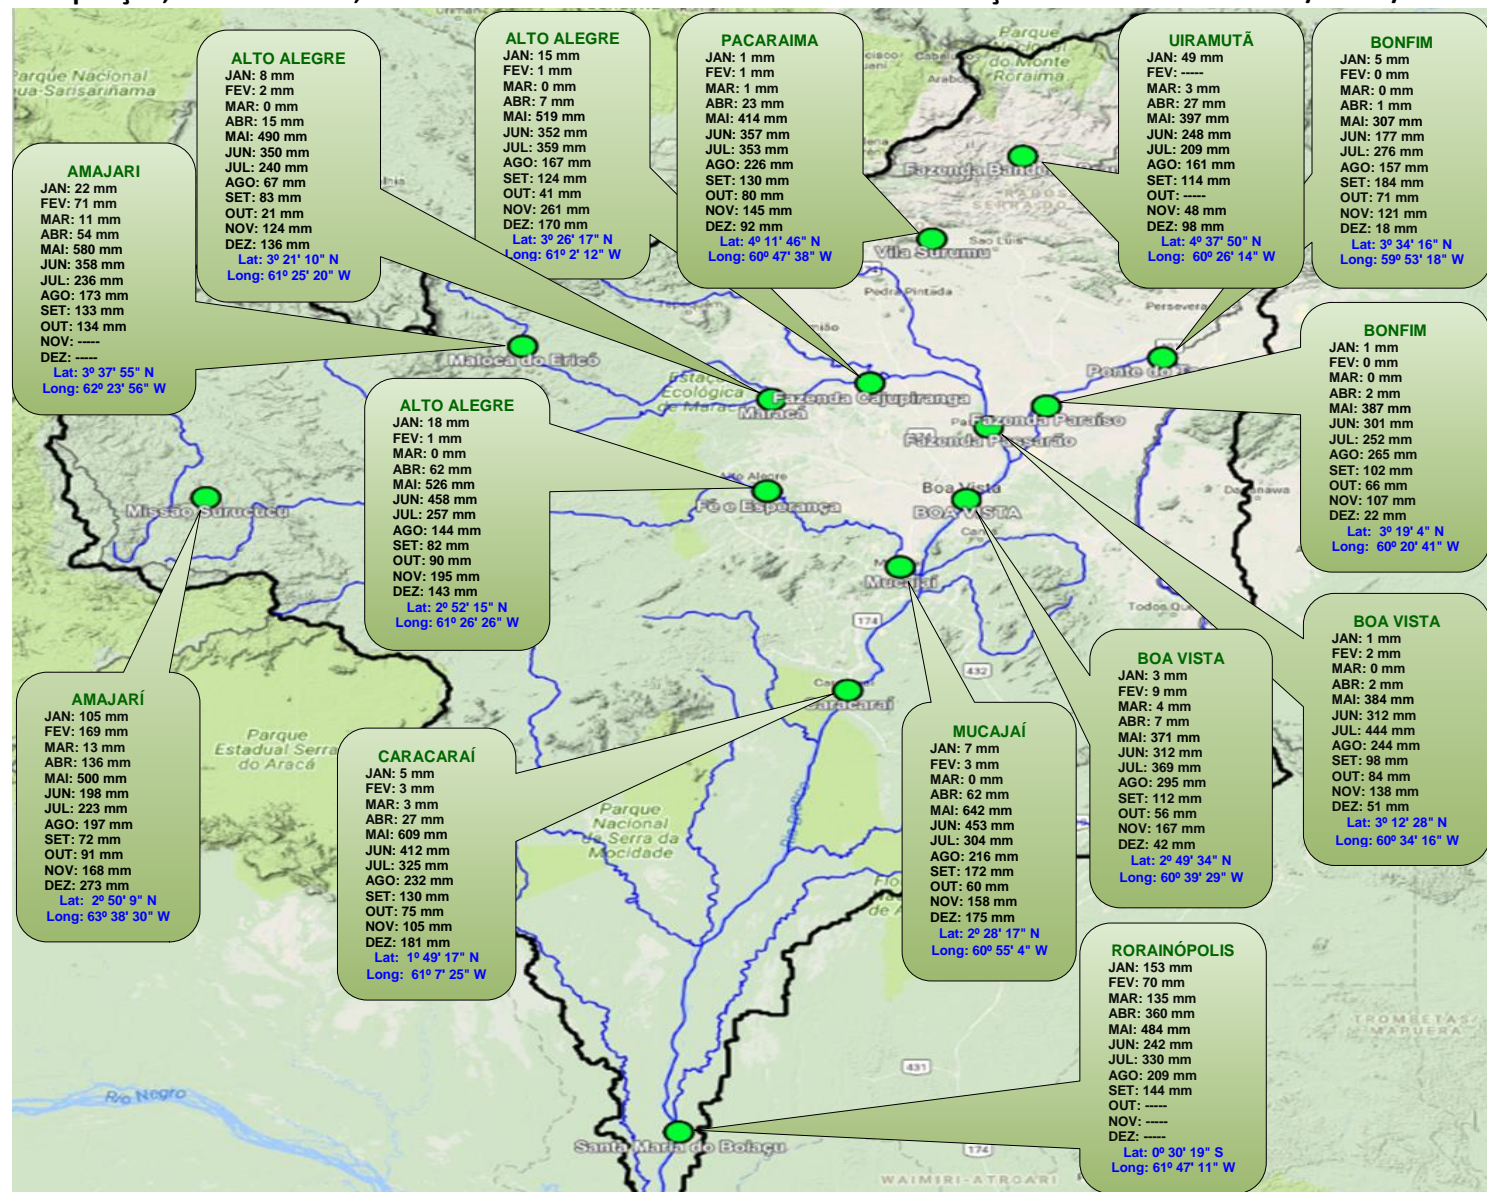 ALTO ALEGRE
JAN: 8 mm
FEV: 2 mm
MAR: 0 mm
ABR: 15 mm
MAI: 490 mm
JUN: 350 mm
JUL: 240 mm
AGO: 67 mm
SET: 83 mm
OUT: 21 mm
NOV: 124 mm
DEZ: 136 mm
Lat: 3º 21' 10" N
Long: 61º 25' 20" W
ALTO ALEGRE
JAN: 15 mm
FEV: 1 mm
MAR: 0 mm
ABR: 7 mm
MAI: 519 mm
JUN: 352 mm
JUL: 359 mm
AGO: 167 mm
SET: 124 mm
OUT: 41 mm
NOV: 261 mm
DEZ: 170 mm
Lat: 3º 26' 17" N
Long: 61º 2' 12" W
PACARAIMA
JAN: 1 mm
FEV: 1 mm
MAR: 1 mm
ABR: 23 mm
MAI: 414 mm
JUN: 357 mm
JUL: 353 mm
AGO: 226 mm
SET: 130 mm
OUT: 80 mm
NOV: 145 mm
DEZ: 92 mm
Lat: 4º 11' 46" N
Long: 60º 47' 38" W
UIRAMUTÃ
JAN: 49 mm
FEV: -----
MAR: 3 mm
ABR: 27 mm
MAI: 397 mm
JUN: 248 mm
JUL: 209 mm
AGO: 161 mm
SET: 114 mm
OUT: -----
NOV: 48 mm
DEZ: 98 mm
Lat: 4º 37' 50" N
Long: 60º 26' 14" W
BONFIM
JAN: 5 mm
FEV: 0 mm
MAR: 0 mm
ABR: 1 mm
MAI: 307 mm
JUN: 177 mm
JUL: 276 mm
AGO: 157 mm
SET: 184 mm
OUT: 71 mm
NOV: 121 mm
DEZ: 18 mm
Lat: 3º 34' 16" N
Long: 59º 53' 18" W
AMAJARI
JAN: 22 mm
FEV: 71 mm
MAR: 11 mm
ABR: 54 mm
MAI: 580 mm
JUN: 358 mm
JUL: 236 mm
AGO: 173 mm
SET: 133 mm
OUT: 134 mm
NOV: -----
DEZ: -----
Lat: 3º 37' 55" N
Long: 62º 23' 56" W
BONFIM
JAN: 1 mm
FEV: 0 mm
MAR: 0 mm
ABR: 2 mm
MAI: 387 mm
JUN: 301 mm
JUL: 252 mm
AGO: 265 mm
SET: 102 mm
OUT: 66 mm
NOV: 107 mm
DEZ: 22 mm
Lat: 3º 19' 4" N
Long: 60º 20' 41" W
ALTO ALEGRE
JAN: 18 mm
FEV: 1 mm
MAR: 0 mm
ABR: 62 mm
MAI: 526 mm
JUN: 458 mm
JUL: 257 mm
AGO: 144 mm
SET: 82 mm
OUT: 90 mm
NOV: 195 mm
DEZ: 143 mm
Lat: 2º 52' 15" N
Long: 61º 26' 26" W
BOA VISTA
JAN: 1 mm
FEV: 2 mm
MAR: 0 mm
ABR: 2 mm
MAI: 384 mm
JUN: 312 mm
JUL: 444 mm
AGO: 244 mm
SET: 98 mm
OUT: 84 mm
NOV: 138 mm
DEZ: 51 mm
Lat: 3º 12' 28" N
Long: 60º 34' 16" W
BOA VISTA
JAN: 3 mm
FEV: 9 mm
MAR: 4 mm
ABR: 7 mm
MAI: 371 mm
JUN: 312 mm
JUL: 369 mm
AGO: 295 mm
SET: 112 mm
OUT: 56 mm
NOV: 167 mm
DEZ: 42 mm
Lat: 2º 49' 34" N
Long: 60º 39' 29" W
AMAJARÍ
JAN: 105 mm
FEV: 169 mm
MAR: 13 mm
ABR: 136 mm
MAI: 500 mm
JUN: 198 mm
JUL: 223 mm
AGO: 197 mm
SET: 72 mm
OUT: 91 mm
NOV: 168 mm
DEZ: 273 mm
Lat: 2º 50' 9" N
Long: 63º 38' 30" W
CARACARAÍ
JAN: 5 mm
FEV: 3 mm
MAR: 3 mm
ABR: 27 mm
MAI: 609 mm
JUN: 412 mm
JUL: 325 mm
AGO: 232 mm
SET: 130 mm
OUT: 75 mm
NOV: 105 mm
DEZ: 181 mm
Lat: 1º 49' 17" N
Long: 61º 7' 25" W
MUCAJAÍ
JAN: 7 mm
FEV: 3 mm
MAR: 0 mm
ABR: 62 mm
MAI: 642 mm
JUN: 453 mm
JUL: 304 mm
AGO: 216 mm
SET: 172 mm
OUT: 60 mm
NOV: 158 mm
DEZ: 175 mm
Lat: 2º 28' 17" N
Long: 60º 55' 4" W
RORAINÓPOLIS
JAN: 153 mm
FEV: 70 mm
MAR: 135 mm
ABR: 360 mm
MAI: 484 mm
JUN: 242 mm
JUL: 330 mm
AGO: 209 mm
SET: 144 mm
OUT: -----
NOV: -----
DEZ: -----
Lat: 0º 30' 19" S
Long: 61º 47' 11" W
Parque
do Monte
Roraima
Vila Surumu
Pedra Pintada
Maloca do Ericó
Maracá
Fazenda Cajupiranga
Fazenda Paraíso
Fazenda Passarão
Ponte do
Missão Surucucu
Alto Alegre
Fé e Esperança
Boa Vista
BOA VISTA
Mucajaí
174
432
Caracaraí
Parque
Estadual Serra
do Aracá
Parque
Nacional
da Serra da
Mocidade
Rio Branco
Rio Negro
431
174
Santa Maria do Boiaçu
TROMBETAS/
MAPUERA
WAIMIRI-ATROARI